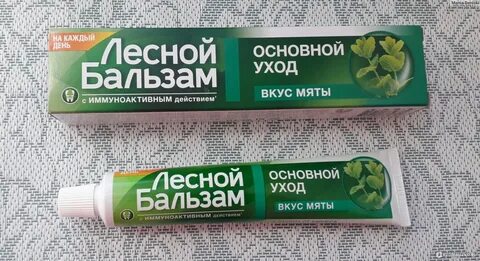 НА КАЖДЫЙ
ДЕНЬ
Лесной
Бальзам
с ИММУНОАКТИВНЫМ действием*
ОСНОВНОЙ
УХОД
ВКУС МЯТЫ
Лесной
Бальзам
с ИММУНОАКТИВНЫМ действием*
ОСНОВНОЙ
УХОД
ВКУС МЯТЫ